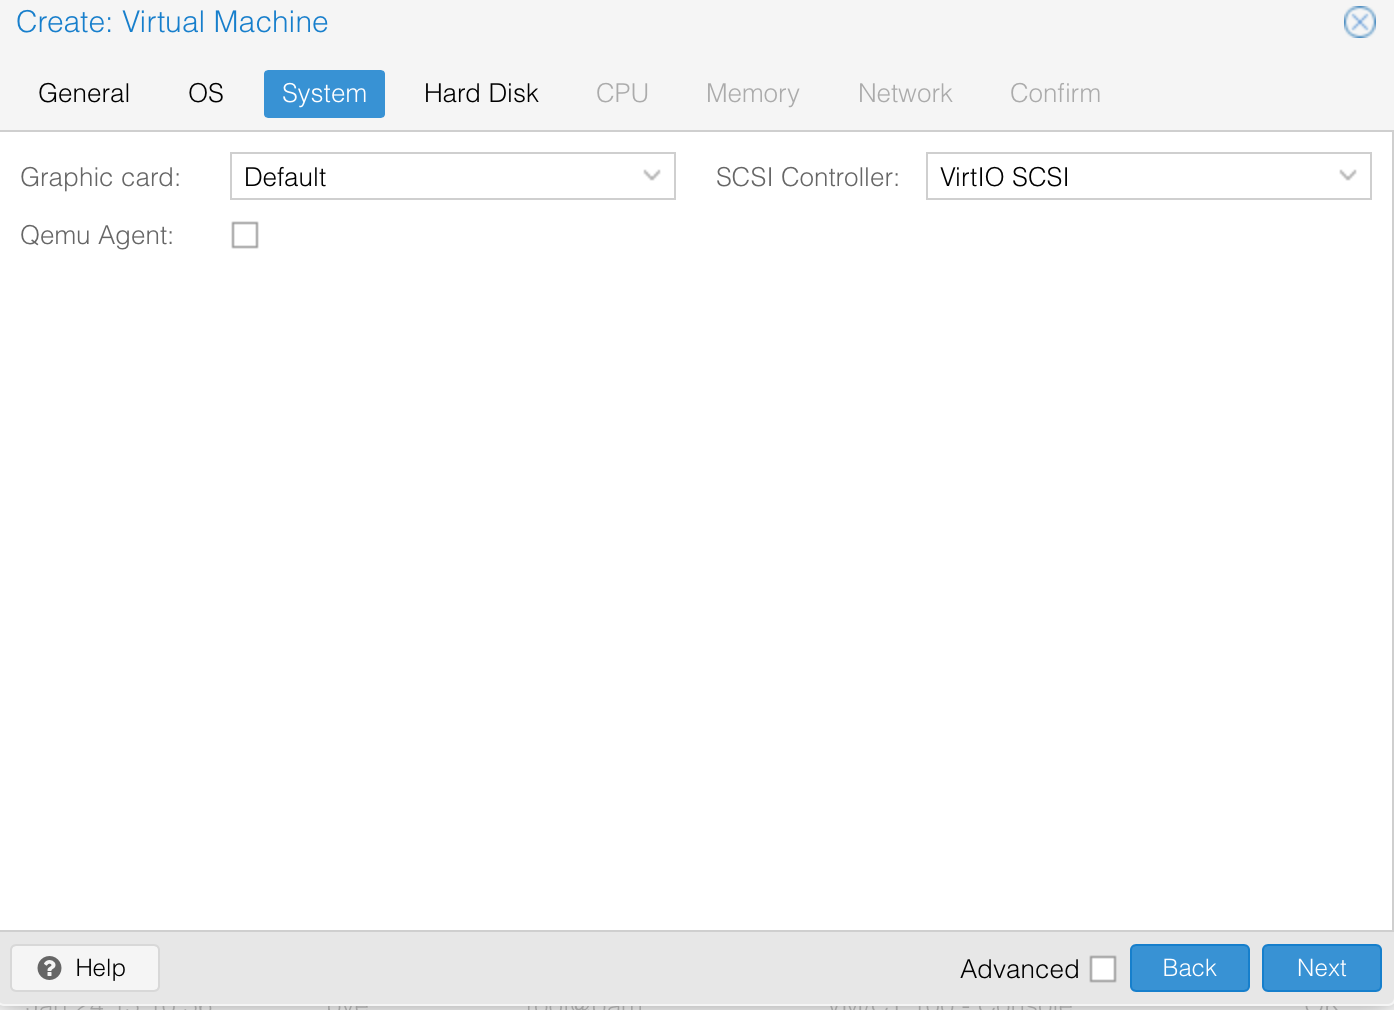 Create: Virtual Machine
General OS System Hard Disk CPU Memory Network Confirm
Graphic card: Default SCSI Controller: VirtIO SCSI
Qemu Agent:
Help Advanced Back Next